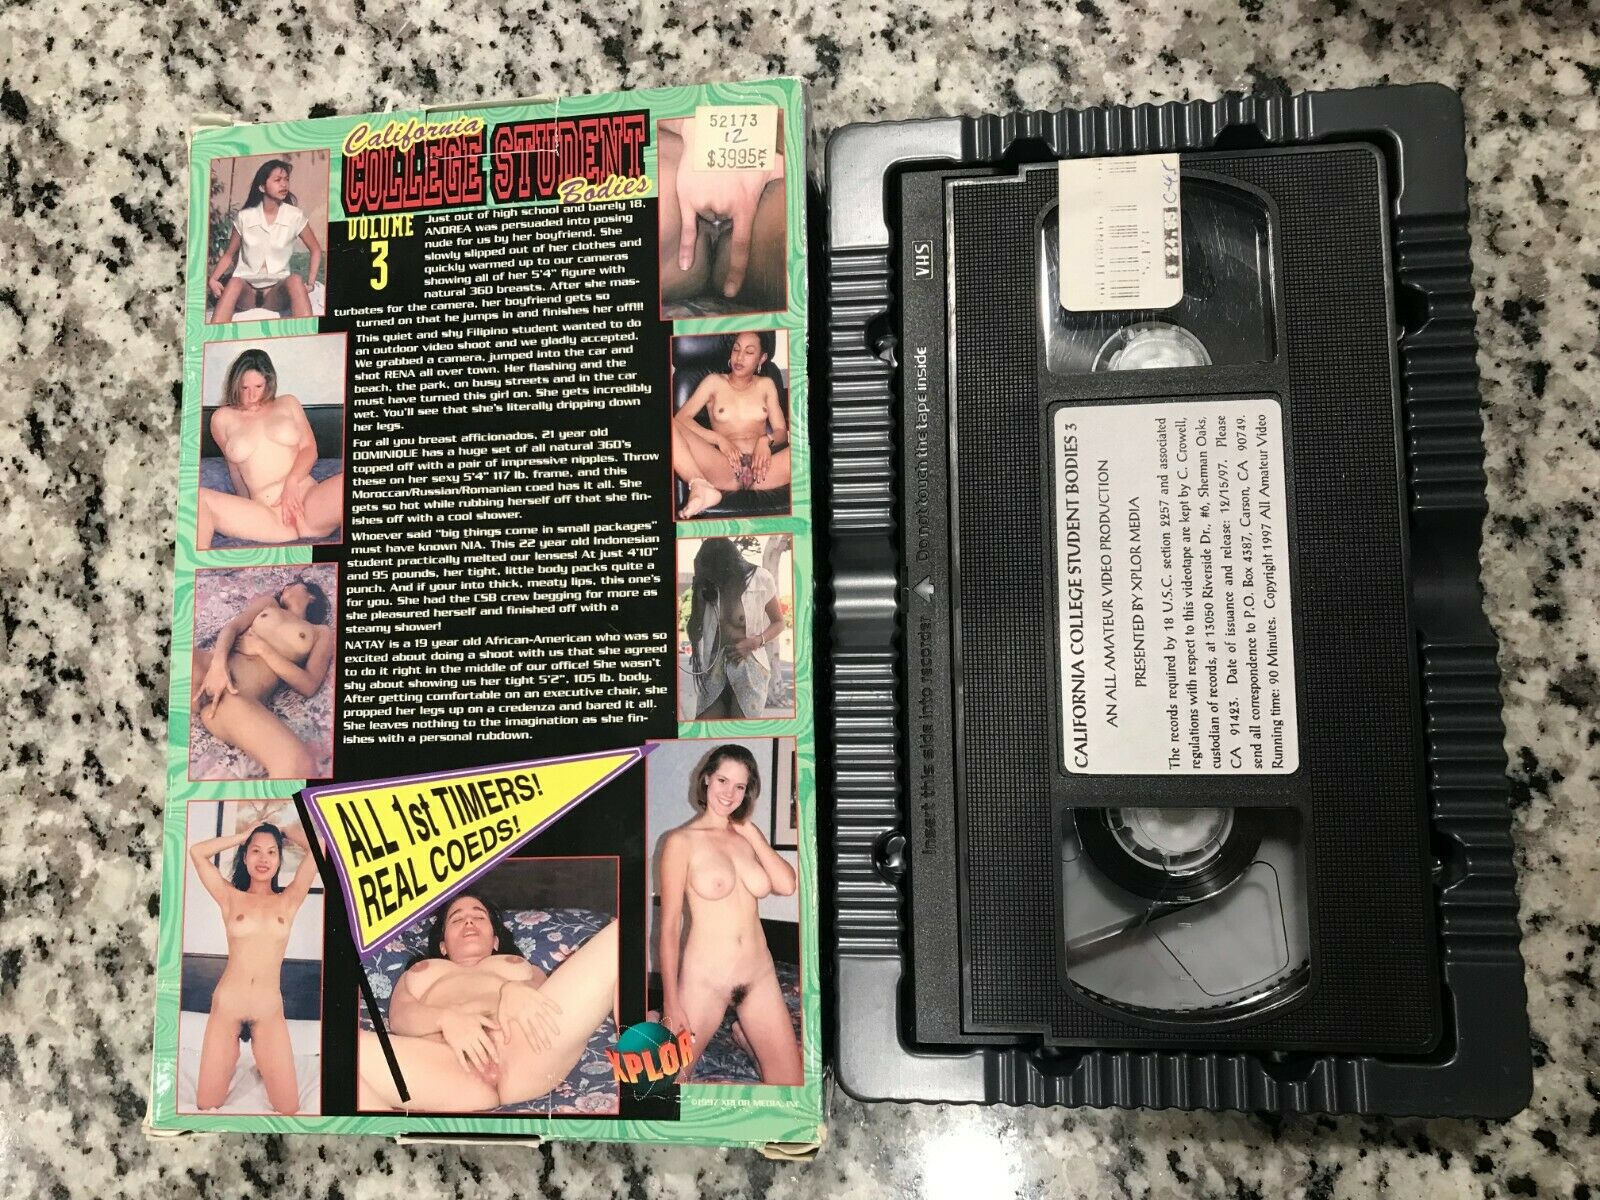 California
COLLEGE STUDENT
Bodies
VOLUME
3
52173
12
$39.95 +TX
Just out of high school and barely 18,
ANDREA was persuaded into posing
nude for us by her boyfriend. She
slowly slipped out of her clothes and
quickly warmed up to our cameras
showing all of her 5'4" figure with
natural 36D breasts. After she mas-
turbates for the camera, her boyfriend gets so
turned on that he jumps in and finishes her off!!!
This quiet and shy Filipino student wanted to do
an outdoor video shoot and we gladly accepted.
We grabbed a camera, jumped into the car and
shot RENA all over town. Her flashing and the
beach, the park, on busy streets and in the car
must have turned this girl on. She gets incredibly
wet. You'll see that she's literally dripping down
her legs.
For all you breast afficionados, 21 year old
DOMINIQUE has a huge set of all natural 36D's
topped off with a pair of impressive nipples. Throw
these on her sexy 5'4" 117 lb. frame, and this
Moroccan/Russian/Romanian coed has it all. She
gets so hot while rubbing herself off that she fin-
ishes off with a cool shower.
Whoever said "big things come in small packages"
must have known NIA. This 22 year old Indonesian
student practically melted our lenses! At just 4'10"
and 95 pounds, her tight, little body packs quite a
punch. And if your into thick, meaty lips, this one's
for you. She had the CSB crew begging for more as
she pleasured herself and finished off with a
steamy shower!
NA'TAY is a 19 year old African-American who was so
excited about doing a shoot with us that she agreed
to do it right in the middle of our office! She wasn't
shy about showing us her tight 5'2", 105 lb. body.
After getting comfortable on an executive chair, she
propped her legs up on a credenza and bared it all.
She leaves nothing to the imagination as she fin-
ishes with a personal rubdown.
ALL 1st TIMERS!
REAL COEDS!
XPLOR
©1997 XPLOR MEDIA, INC.
VHS
Insert this side into recorder Do not touch the tape inside
CALIFORNIA COLLEGE STUDENT BODIES 3
AN ALL AMATEUR VIDEO PRODUCTION
PRESENTED BY XPLOR MEDIA
The records required by 18 U.S.C. section 2257 and associated
regulations with respect to this videotape are kept by C. Crowell,
custodian of records, at 13050 Riverside Dr., #6, Sherman Oaks,
CA 91423. Date of issuance and release: 12/15/97. Please
send all correspondence to P.O. Box 4387, Carson, CA 90749.
Running time: 90 Minutes. Copyright 1997 All Amateur Video